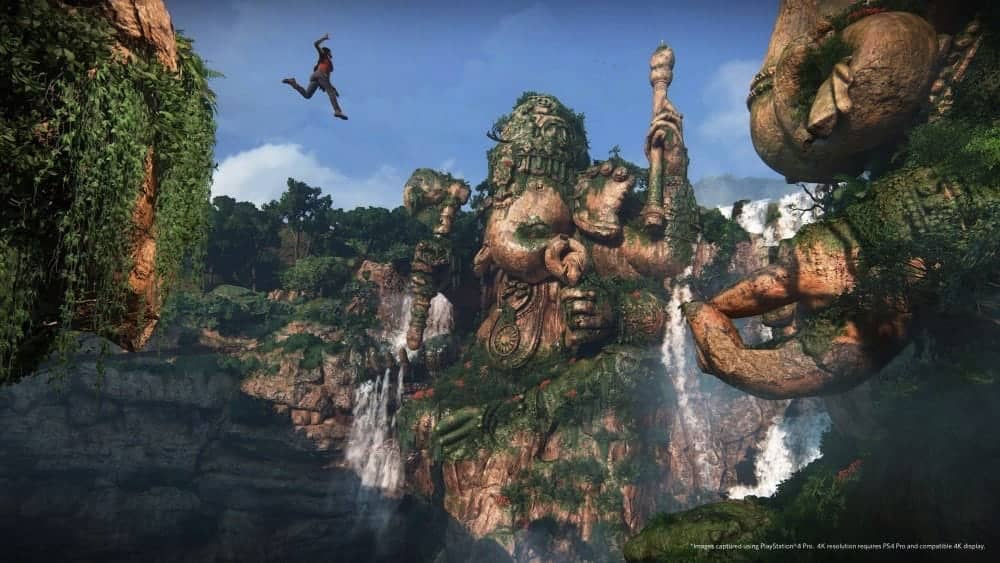 *Images captured using PlayStation®4 Pro. 4K resolution requires PS4 Pro and compatible 4K display.